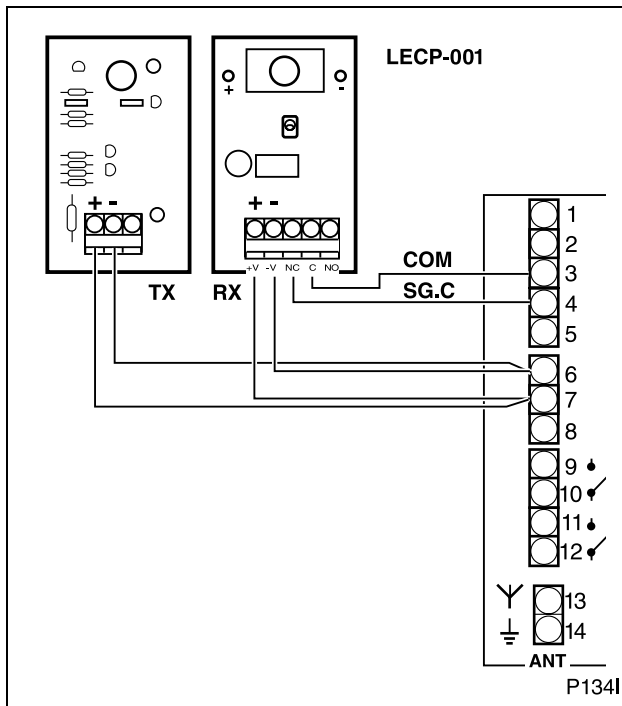 LECP-001
+ -
+ -
+ -
+V -V NC C NO
TX
RX
COM
SG.C
1
2
3
4
5
6
7
8
9
10
11
12
13
14
ANT
P134I